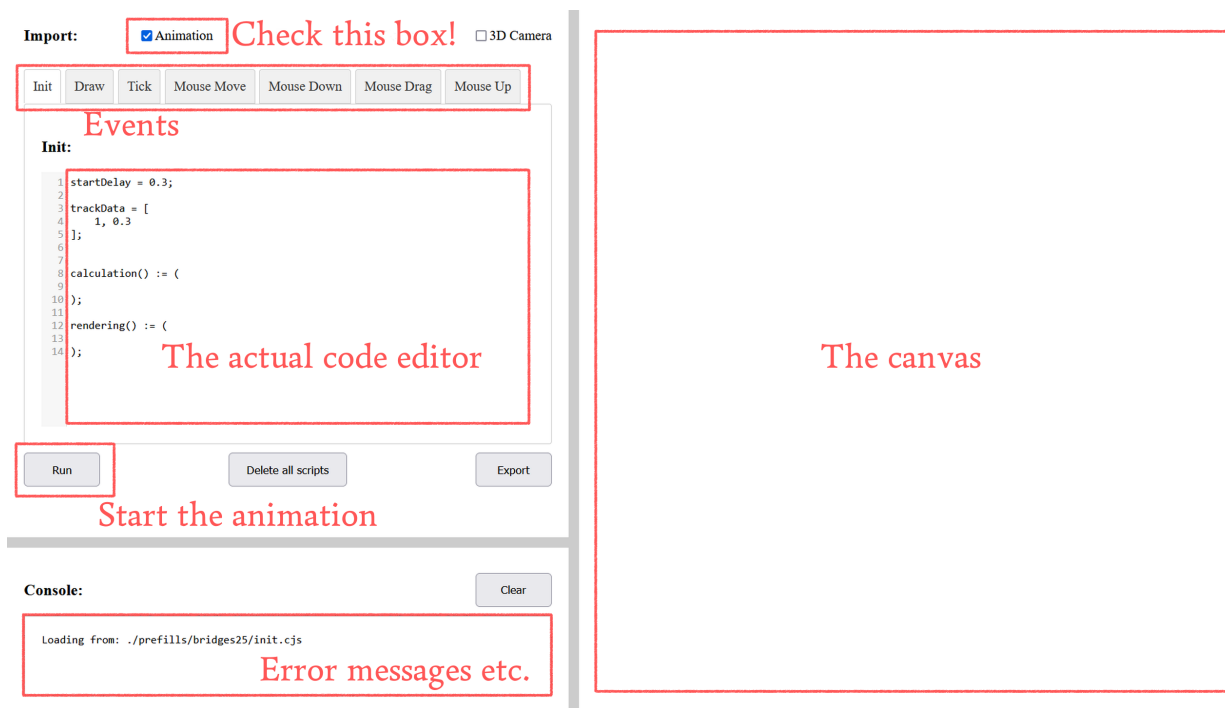 Import: Animation Check this box! 3D Camera
Init Draw Tick Mouse Move Mouse Down Mouse Drag Mouse Up
Events
Init:
1 startDelay = 0.3;
2
3 trackData = [
4 1, 0.3
5 ];
6
7
8 calculation() := (
9
10 );
11
12 rendering() := (
13
14 );
The actual code editor
The canvas
Run Delete all scripts Export
Start the animation
Console: Clear
Loading from: ./prefills/bridges25/init.cjs
Error messages etc.